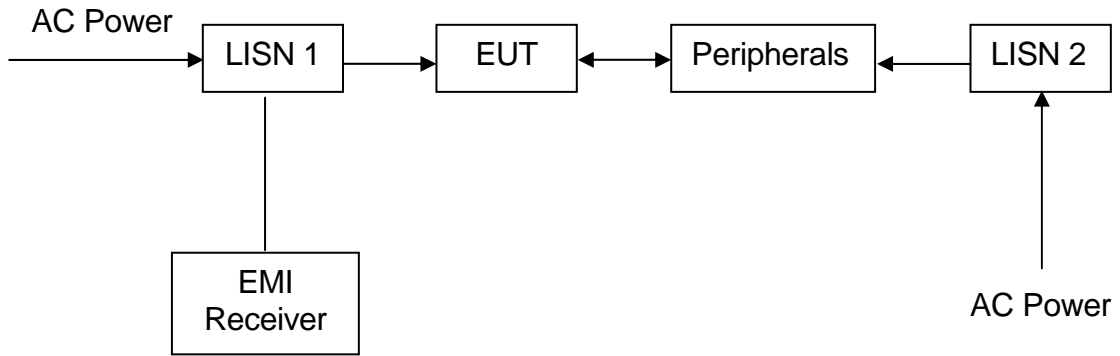 AC Power
LISN 1
EUT
Peripherals
LISN 2
EMI
Receiver
AC Power